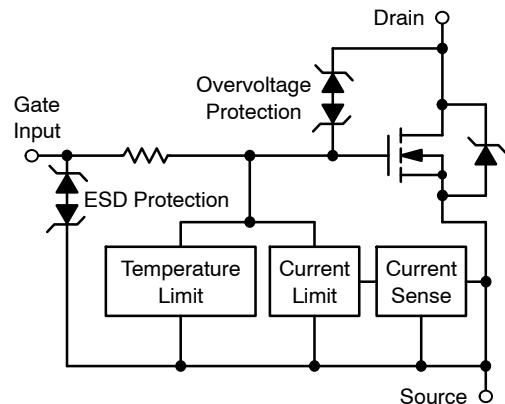 Drain
Overvoltage
Protection
Gate
Input
ESD Protection
Temperature
Limit
Current
Limit
Current
Sense
Source